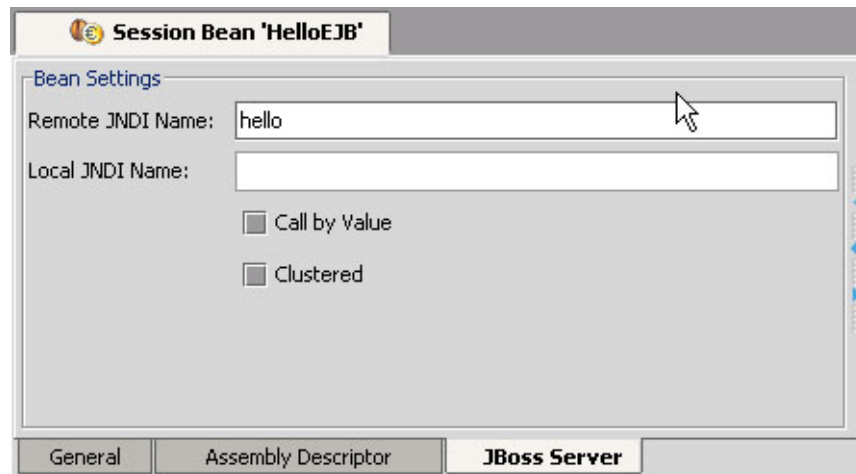 Session Bean 'HelloEJB'
Bean Settings
Remote JNDI Name: hello
Local JNDI Name:
Call by Value
Clustered
General Assembly Descriptor JBoss Server